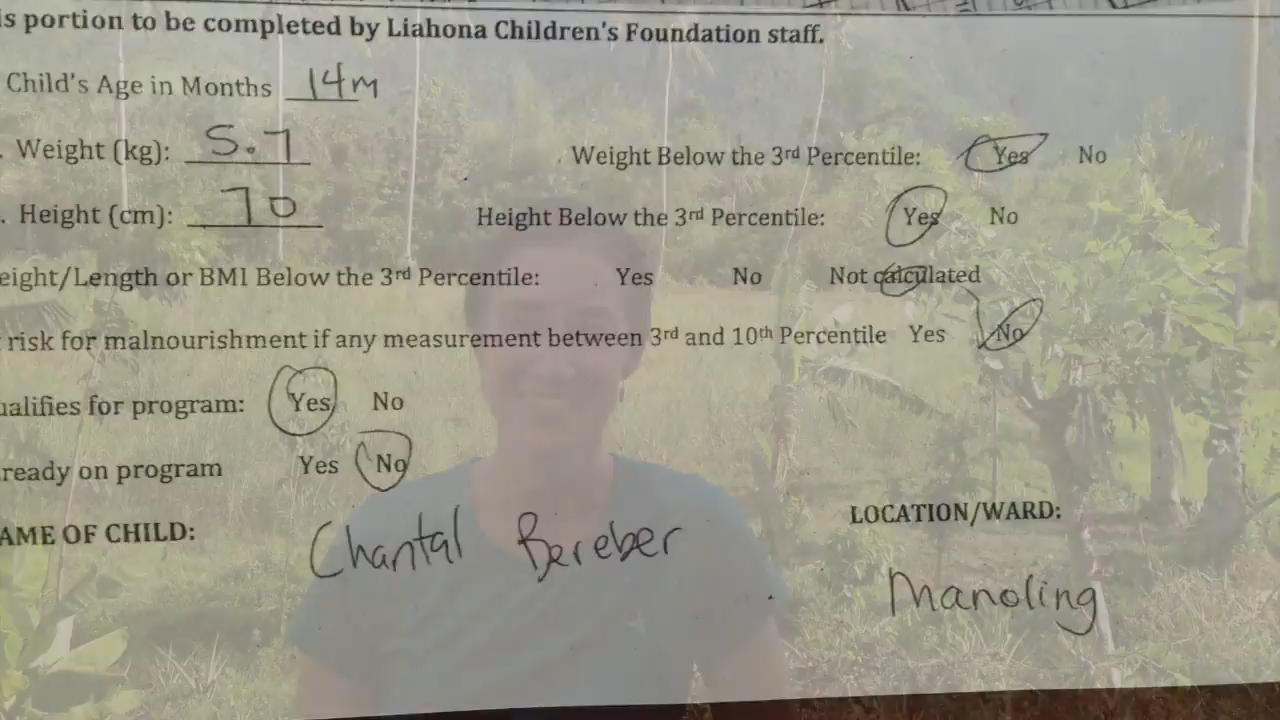 is portion to be completed by Liahona Children's Foundation staff.
Child's Age in Months 14m
. Weight (kg): 5.7 Weight Below the 3rd Percentile: Yes No
. Height (cm): 70 Height Below the 3rd Percentile: Yes No
eight/Length or BMI Below the 3rd Percentile: Yes No Not calculated
risk for malnourishment if any measurement between 3rd and 10th Percentile Yes No
ualifies for program: Yes No
ready on program Yes No
AME OF CHILD: Chantal Bereber LOCATION/WARD:
Manoling